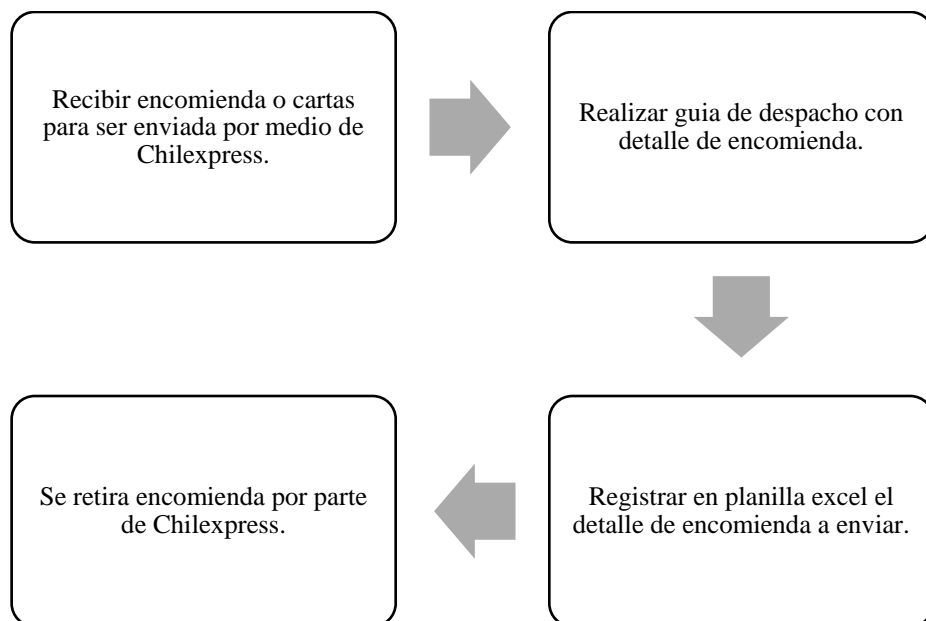 Recibir encomienda o cartas
para ser enviada por medio de
Chilexpress.
Realizar guia de despacho con
detalle de encomienda.
Registrar en planilla excel el
detalle de encomienda a enviar.
Se retira encomienda por parte
de Chilexpress.